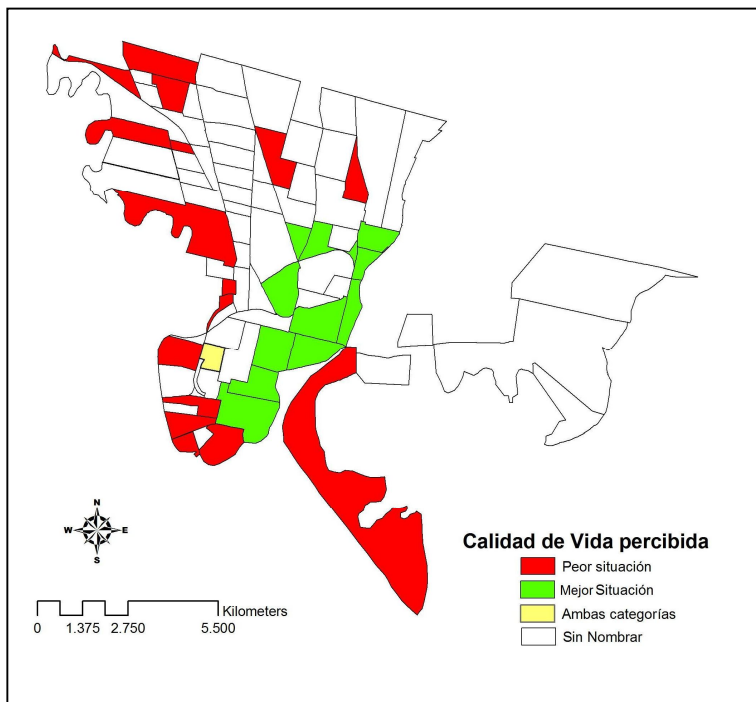 N
W E
S
Calidad de Vida percibida
Peor situación
Mejor Situación
Ambas categorías
Sin Nombrar
Kilometers
0 1.375 2.750 5.500